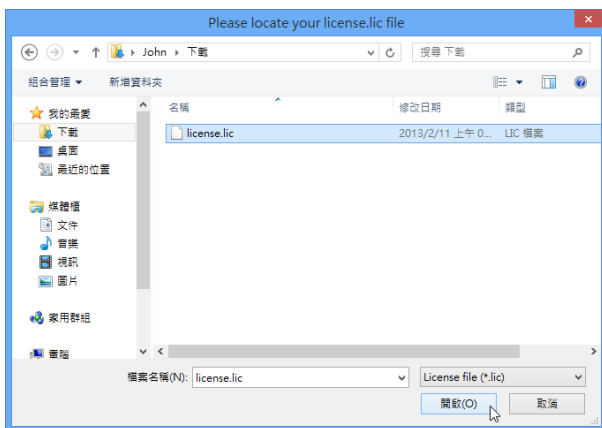 Please locate your license.lic file
John 下載
搜尋 下載
組合管理 新增資料夾
名稱 修改日期 類型
license.lic 2013/2/11 上午 0... LIC 檔案
我的最愛
下載
桌面
最近的位置
媒體櫃
文件
音樂
視訊
圖片
家用群組
電腦
檔案名稱(N): license.lic License file (*.lic)
開啟(O) 取消